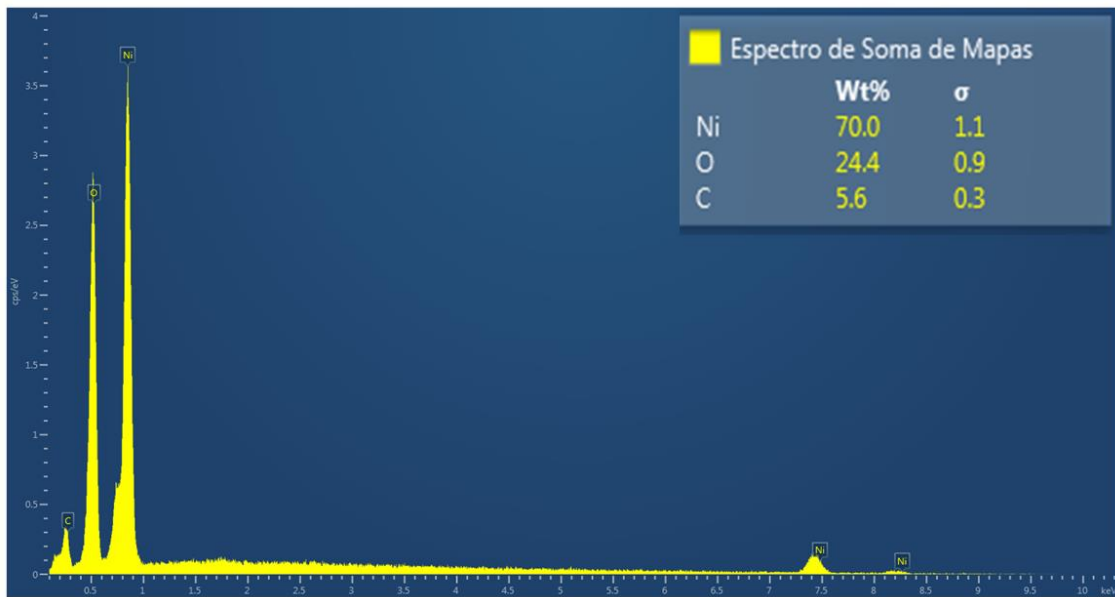 Espectro de Soma de Mapas
Wt% σ
Ni 70.0 1.1
O 24.4 0.9
C 5.6 0.3
4
3.5
3
2.5
2
1.5
1
0.5
0
cps/eV
Ni
O
C
Ni
Ni
0.5 1 1.5 2 2.5 3 3.5 4 4.5 5 5.5 6 6.5 7 7.5 8 8.5 9 9.5 10 keV